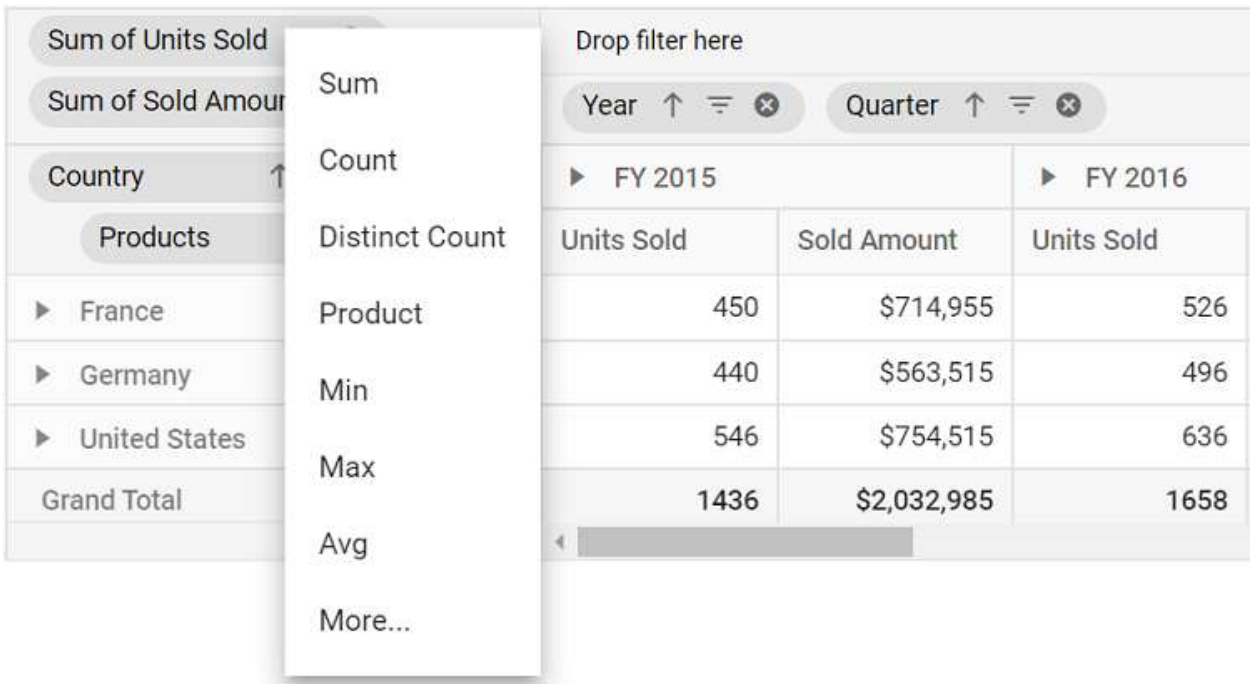 Sum of Units Sold
Drop filter here
Sum
Sum of Sold
Year
Quarter
Count
Country
FY 2015
FY 2016
Distinct Count
Products
Units Sold
Sold Amount
Units Sold
Product
France
450
$714,955
526
Germany
440
$563,515
496
Min
United States
546
$754,515
636
Max
Grand Total
1436
$2,032,985
1658
Avg
More...